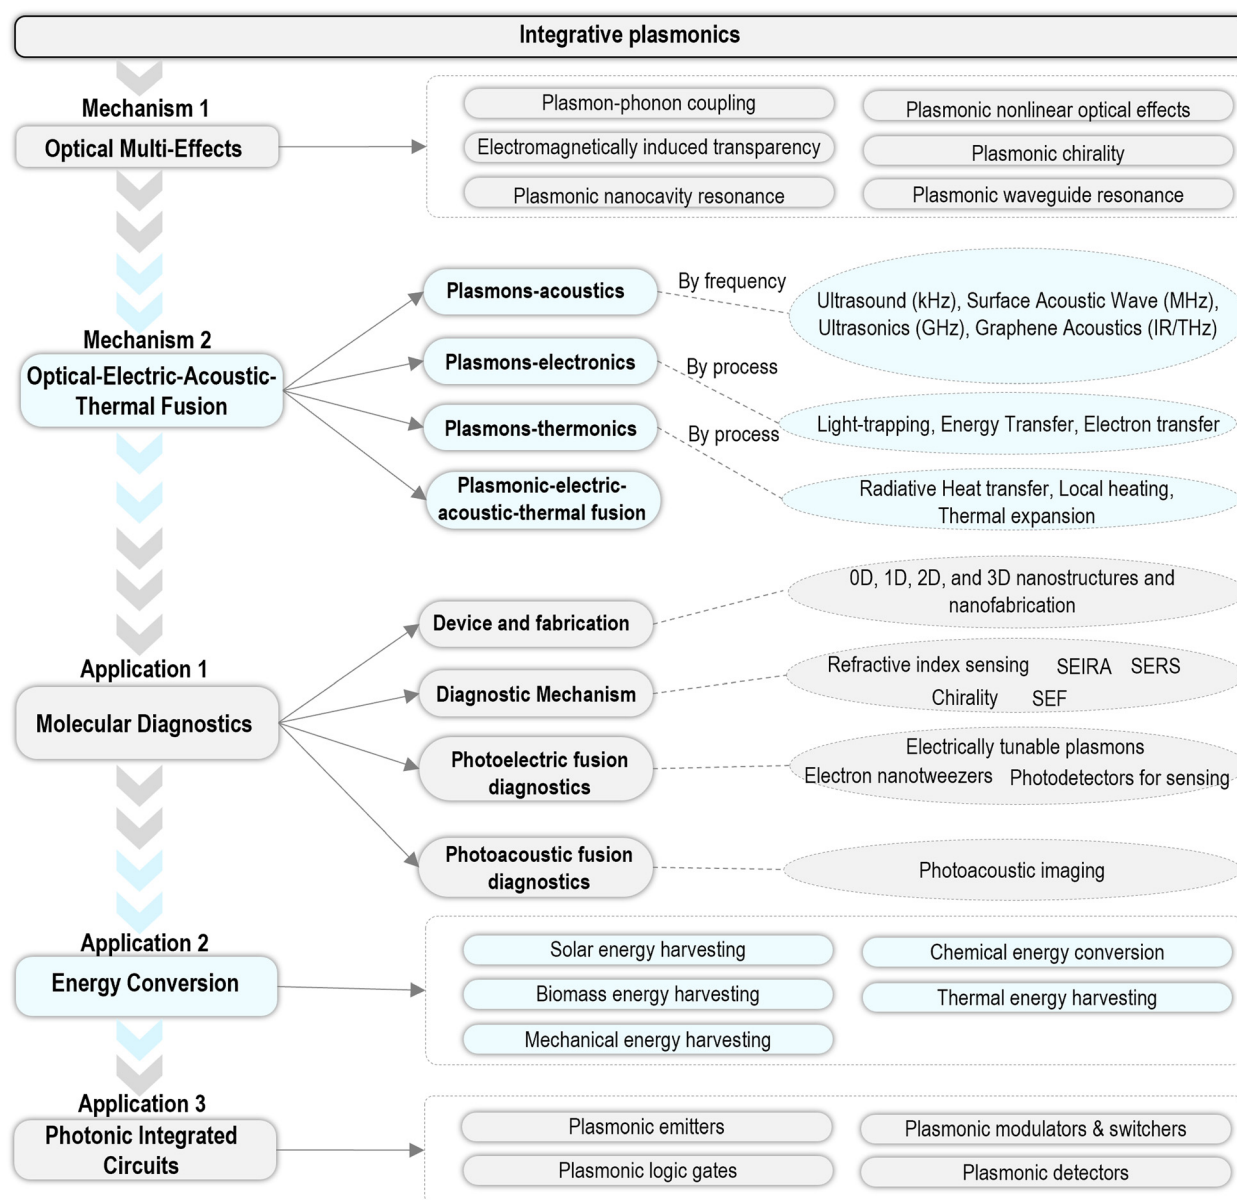 Integrative plasmonics
Mechanism 1
Optical Multi-Effects
Plasmon-phonon coupling
Plasmonic nonlinear optical effects
Electromagnetically induced transparency
Plasmonic chirality
Plasmonic nanocavity resonance
Plasmonic waveguide resonance
Mechanism 2
Optical-Electric-Acoustic-
Thermal Fusion
Plasmons-acoustics
By frequency
Ultrasound (kHz), Surface Acoustic Wave (MHz),
Ultrasonics (GHz), Graphene Acoustics (IR/THz)
Plasmons-electronics
By process
Light-trapping, Energy Transfer, Electron transfer
Plasmons-thermonics
By process
Radiative Heat transfer, Local heating,
Thermal expansion
Plasmonic-electric-
acoustic-thermal fusion
Application 1
Molecular Diagnostics
Device and fabrication
0D, 1D, 2D, and 3D nanostructures and
nanofabrication
Diagnostic Mechanism
Refractive index sensing SEIRA SERS
Chirality SEF
Photoelectric fusion
diagnostics
Electrically tunable plasmons
Electron nanotweezers Photodetectors for sensing
Photoacoustic fusion
diagnostics
Photoacoustic imaging
Application 2
Energy Conversion
Solar energy harvesting
Chemical energy conversion
Biomass energy harvesting
Thermal energy harvesting
Mechanical energy harvesting
Application 3
Photonic Integrated
Circuits
Plasmonic emitters
Plasmonic modulators & switchers
Plasmonic logic gates
Plasmonic detectors